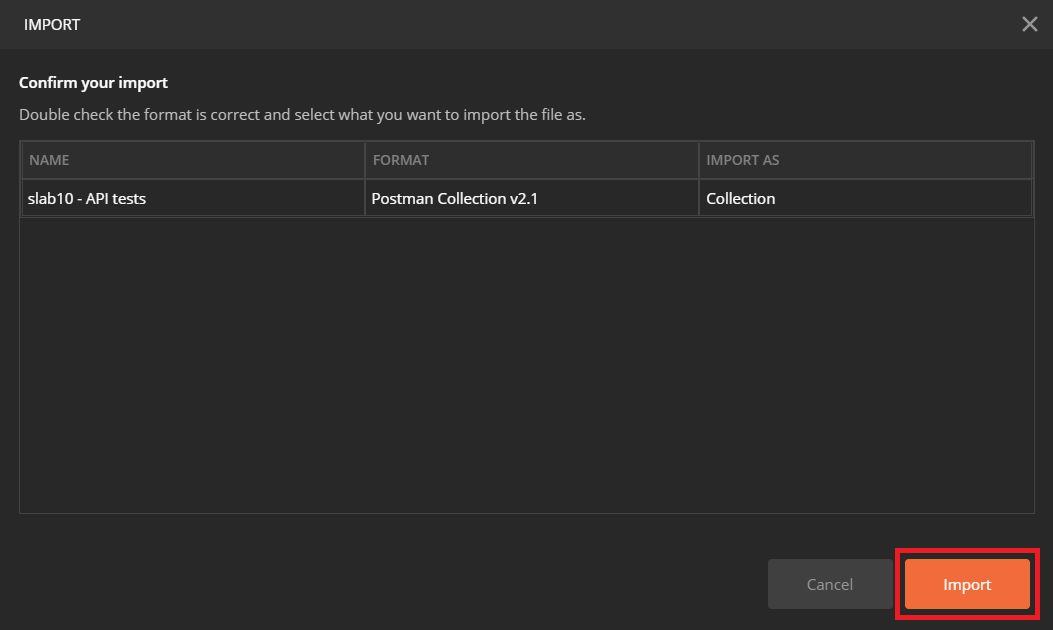 IMPORT
Confirm your import
Double check the format is correct and select what you want to import the file as.
NAME FORMAT IMPORT AS
slab10 - API tests Postman Collection v2.1 Collection
Cancel Import